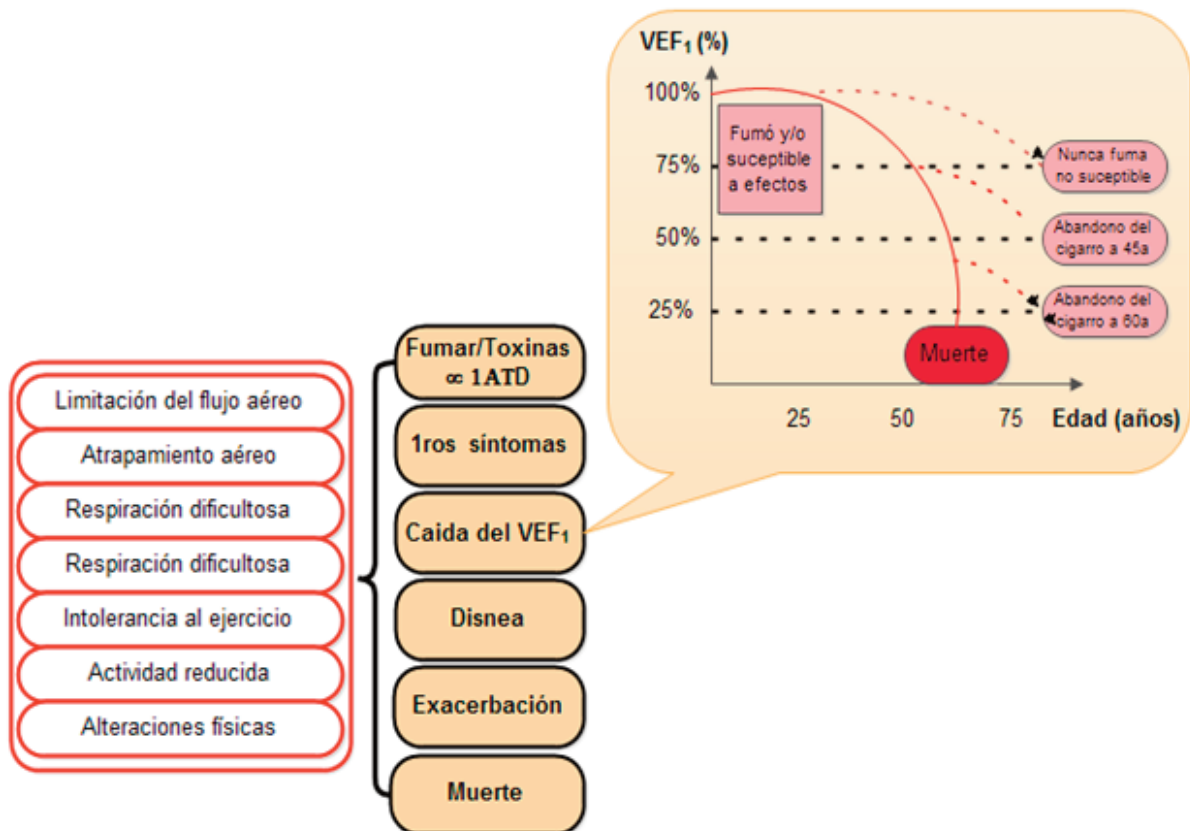 VEF₁ (%)
100%
75%
50%
25%
Fumó y/o
suceptible
a efectos
Nunca fuma
no suceptible
Abandono del
cigarro a 45a
Abandono del
cigarro a 60a
Muerte
25 50 75 Edad (años)
Limitación del flujo aéreo
Atrapamiento aéreo
Respiración dificultosa
Respiración dificultosa
Intolerancia al ejercicio
Actividad reducida
Alteraciones físicas
Fumar/Toxinas
∝ 1ATD
1ros síntomas
Caida del VEF₁
Disnea
Exacerbación
Muerte